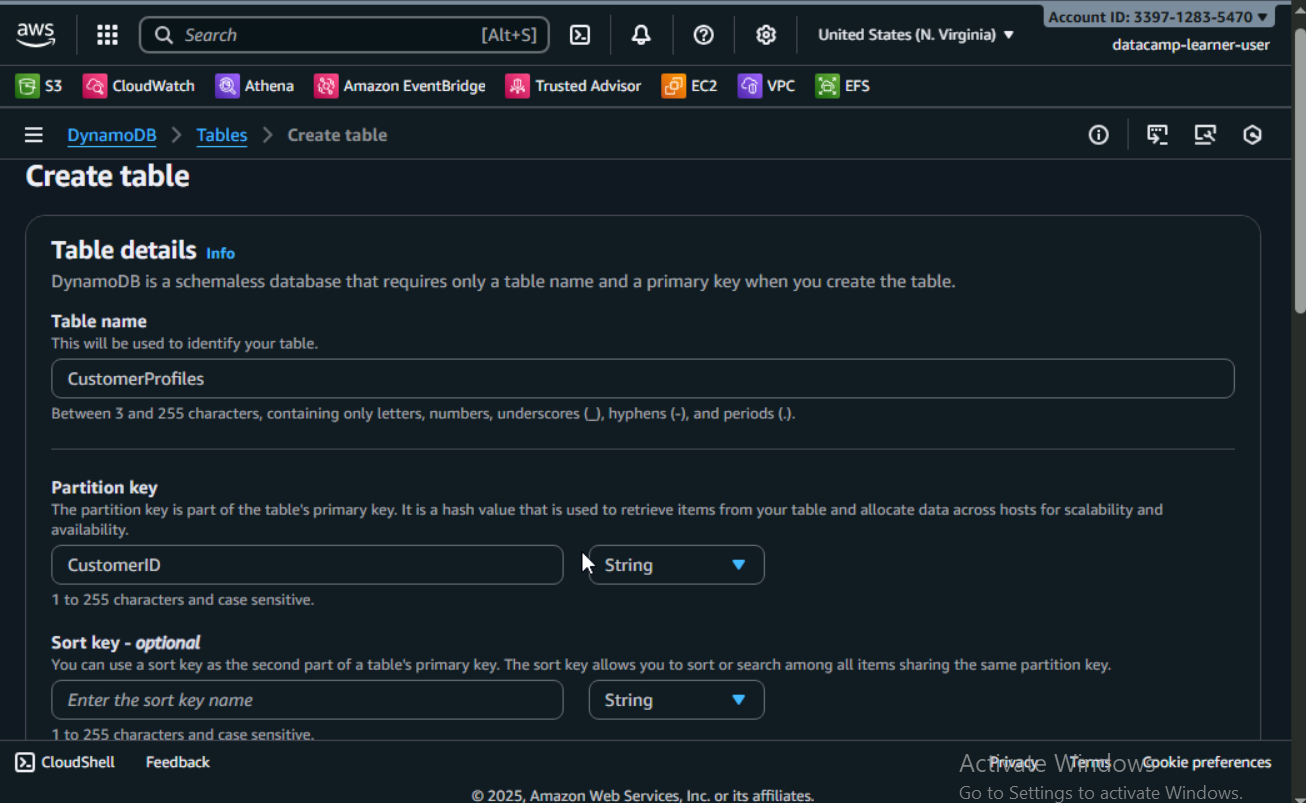 aws
Search [Alt+S]
United States (N. Virginia) ▼
Account ID: 3397-1283-5470 ▼
datacamp-learner-user
S3 CloudWatch Athena Amazon EventBridge Trusted Advisor EC2 VPC EFS
DynamoDB > Tables > Create table
Create table
Table details Info
DynamoDB is a schemaless database that requires only a table name and a primary key when you create the table.
Table name
This will be used to identify your table.
CustomerProfiles
Between 3 and 255 characters, containing only letters, numbers, underscores (_), hyphens (-), and periods (.).
Partition key
The partition key is part of the table's primary key. It is a hash value that is used to retrieve items from your table and allocate data across hosts for scalability and
availability.
CustomerID String
1 to 255 characters and case sensitive.
Sort key - optional
You can use a sort key as the second part of a table's primary key. The sort key allows you to sort or search among all items sharing the same partition key.
Enter the sort key name String
1 to 255 characters and case sensitive.
CloudShell Feedback
Privacy Terms Cookie preferences
Activate Windows
Go to Settings to activate Windows.
© 2025, Amazon Web Services, Inc. or its affiliates.